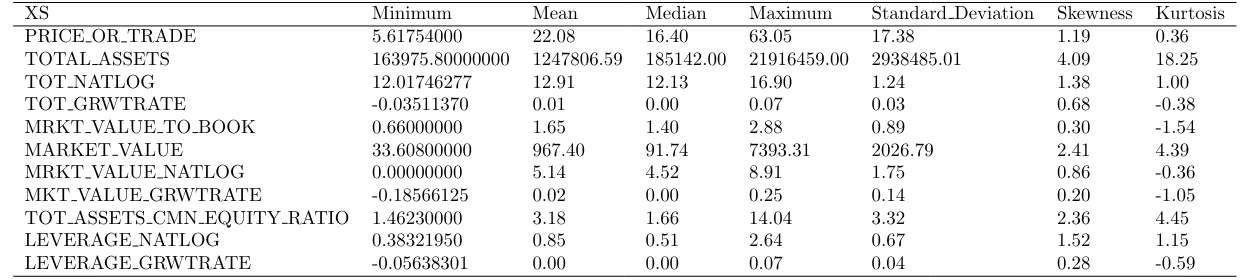 XS Minimum Mean Median Maximum Standard_Deviation Skewness Kurtosis
PRICE_OR_TRADE 5.61754000 22.08 16.40 63.05 17.38 1.19 0.36
TOTAL_ASSETS 163975.80000000 1247806.59 185142.00 21916459.00 2938485.01 4.09 18.25
TOT_NATLOG 12.01746277 12.91 12.13 16.90 1.24 1.38 1.00
TOT_GRWTRATE -0.03511370 0.01 0.00 0.07 0.03 0.68 -0.38
MRKT_VALUE_TO_BOOK 0.66000000 1.65 1.40 2.88 0.89 0.30 -1.54
MARKET_VALUE 33.60800000 967.40 91.74 7393.31 2026.79 2.41 4.39
MRKT_VALUE_NATLOG 0.00000000 5.14 4.52 8.91 1.75 0.86 -0.36
MKT_VALUE_GRWTRATE -0.18566125 0.02 0.00 0.25 0.14 0.20 -1.05
TOT_ASSETS_CMN_EQUITY_RATIO 1.46230000 3.18 1.66 14.04 3.32 2.36 4.45
LEVERAGE_NATLOG 0.38321950 0.85 0.51 2.64 0.67 1.52 1.15
LEVERAGE_GRWTRATE -0.05638301 0.00 0.00 0.07 0.04 0.28 -0.59